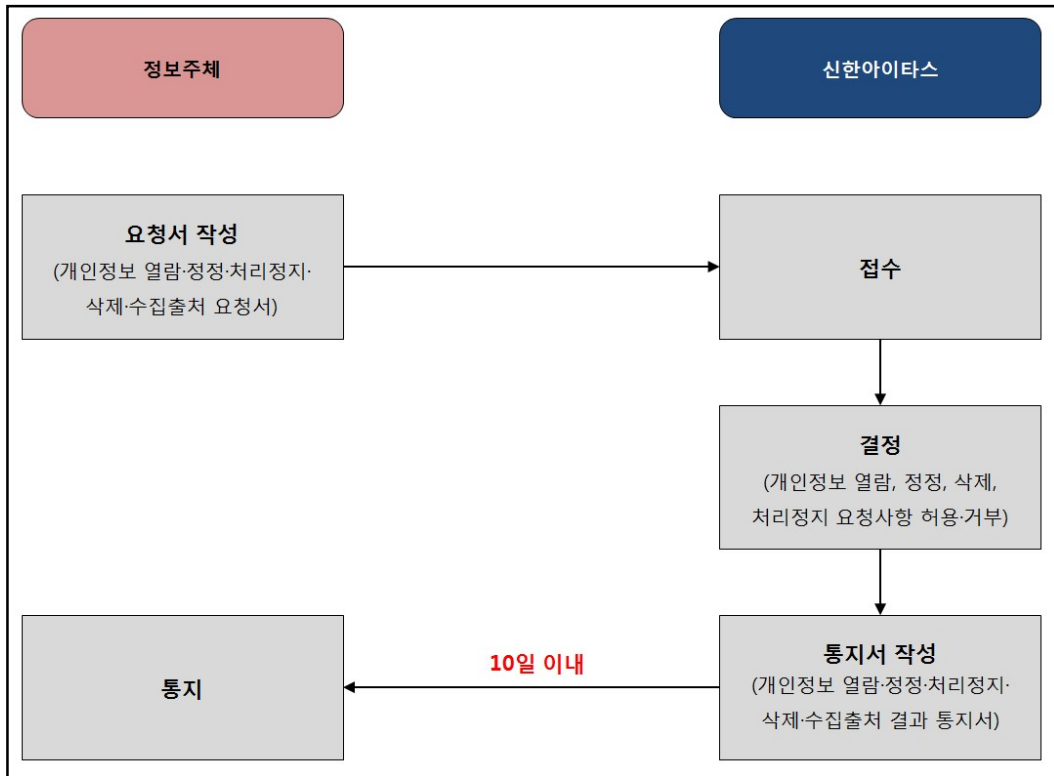 정보주체
신한아이타스
요청서 작성
(개인정보 열람·정정·처리정지·
삭제·수집출처 요청서)
접수
결정
(개인정보 열람, 정정, 삭제,
처리정지 요청사항 허용·거부)
통지
10일 이내
통지서 작성
(개인정보 열람·정정·처리정지·
삭제·수집출처 결과 통지서)